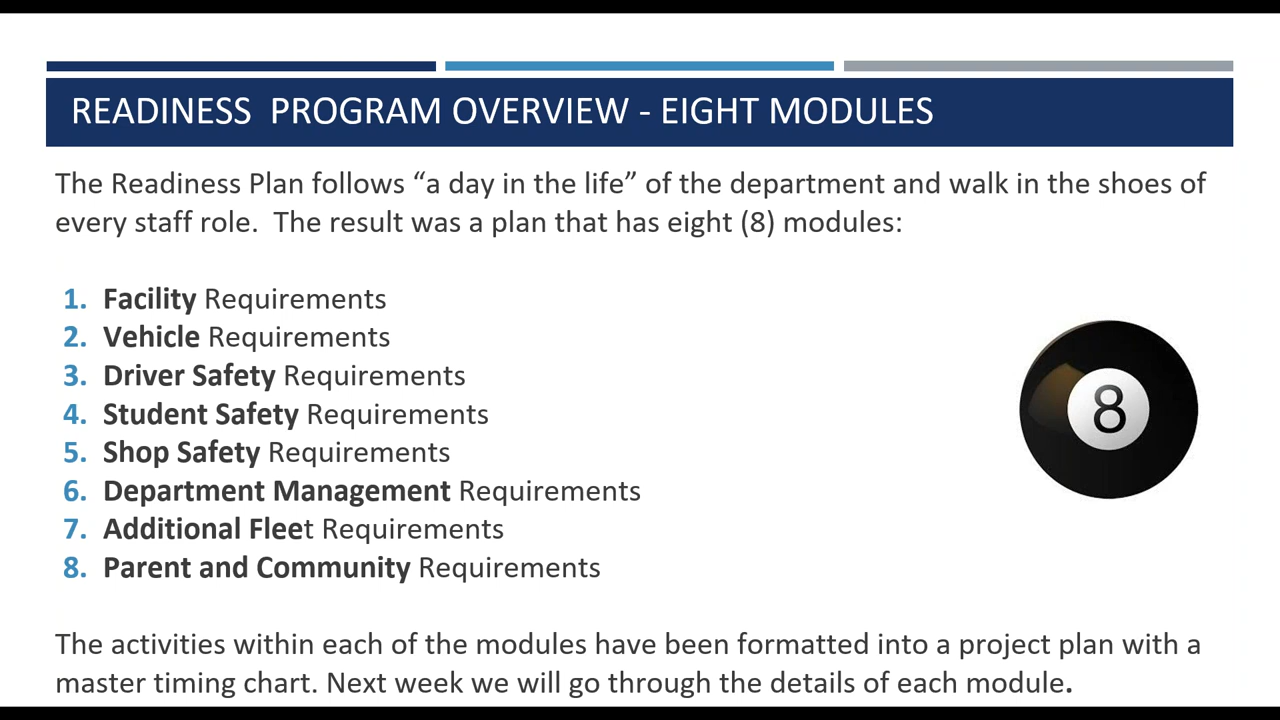 READINESS  PROGRAM OVERVIEW - EIGHT MODULES
The Readiness Plan follows “a day in the life” of the department and walk in the shoes of
every staff role.  The result was a plan that has eight (8) modules:
1. Facility Requirements
2. Vehicle Requirements
3. Driver Safety Requirements
4. Student Safety Requirements
5. Shop Safety Requirements
6. Department Management Requirements
7. Additional Fleet Requirements
8. Parent and Community Requirements
8
The activities within each of the modules have been formatted into a project plan with a
master timing chart. Next week we will go through the details of each module.